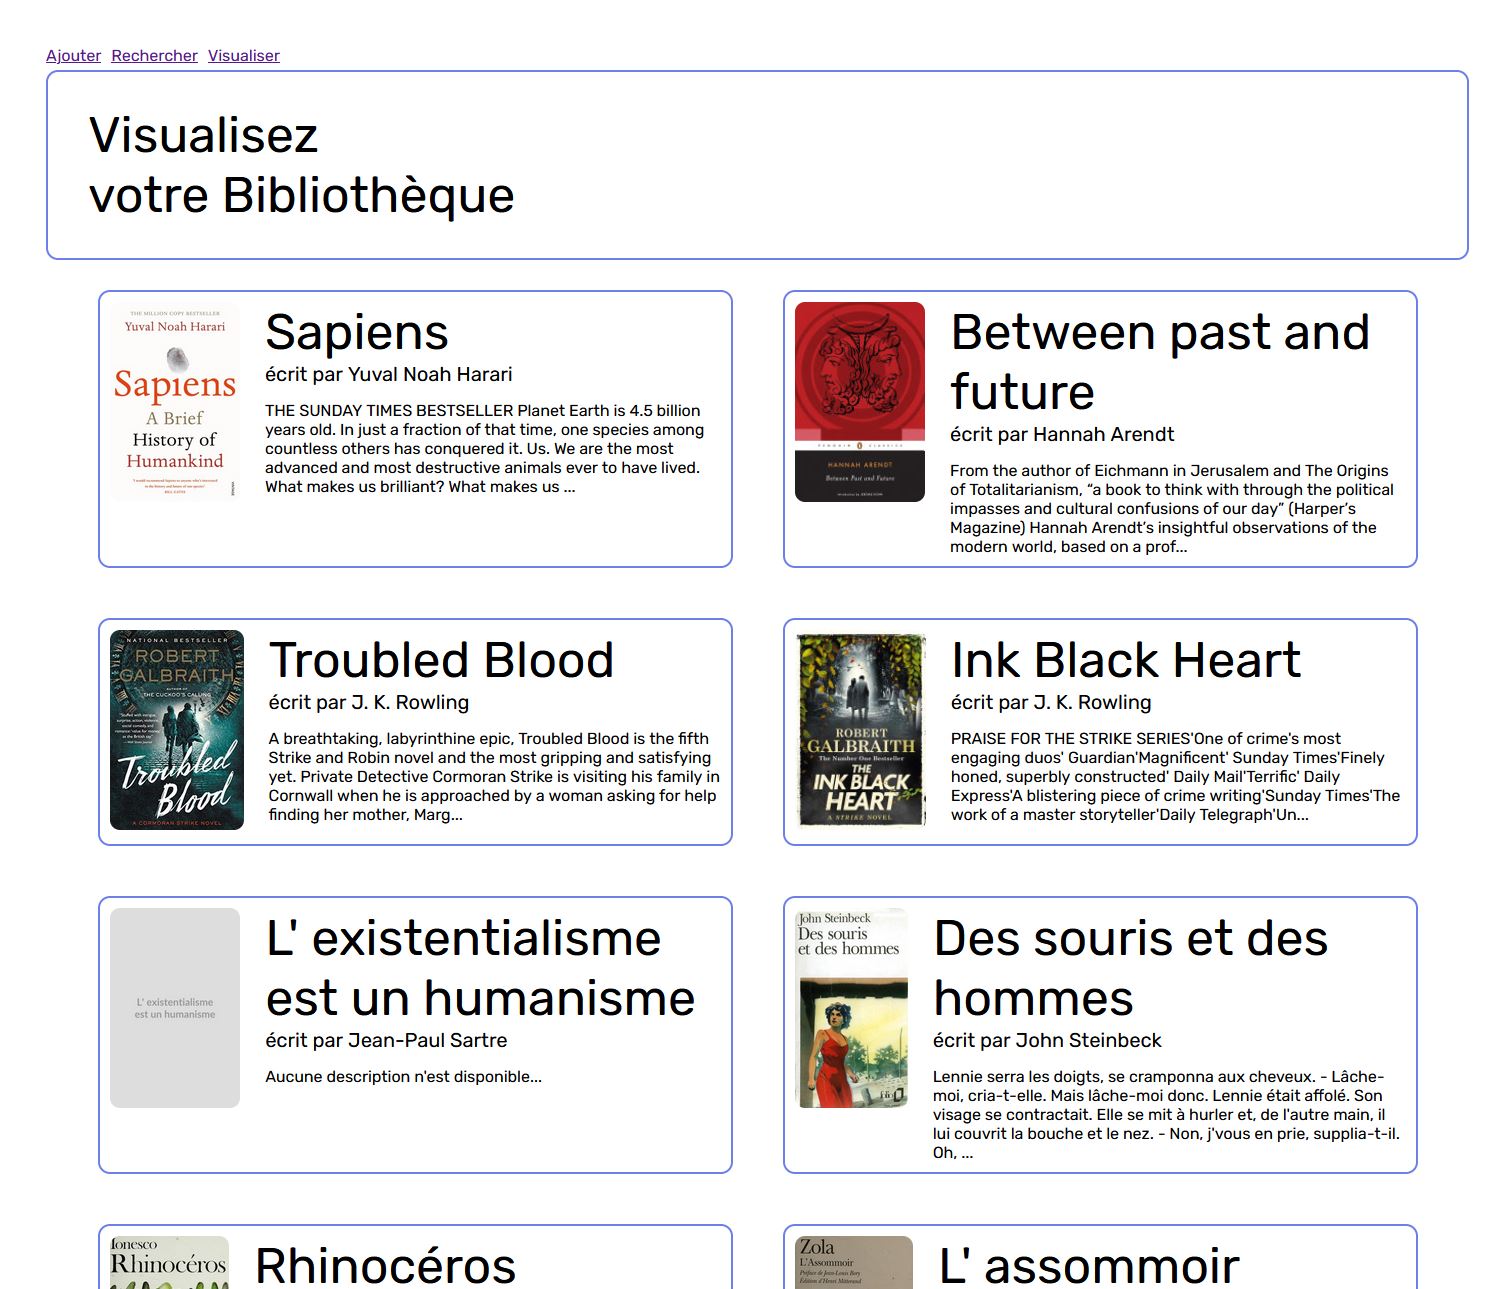 Ajouter Rechercher Visualiser
Visualisez
votre Bibliothèque
THE MILLION COPY BESTSELLER
Yuval Noah Harari
Sapiens
A Brief
History of
Humankind
Sapiens
écrit par Yuval Noah Harari
THE SUNDAY TIMES BESTSELLER Planet Earth is 4.5 billion
years old. In just a fraction of that time, one species among
countless others has conquered it. Us. We are the most
advanced and most destructive animals ever to have lived.
What makes us brilliant? What makes us ...
PENGUIN CLASSICS
HANNAH ARENDT
Between Past and Future
Between past and
future
écrit par Hannah Arendt
From the author of Eichmann in Jerusalem and The Origins
of Totalitarianism, “a book to think with through the political
impasses and cultural confusions of our day” (Harper’s
Magazine) Hannah Arendt’s insightful observations of the
modern world, based on a prof...
NATIONAL BESTSELLER
ROBERT
GALBRAITH
AUTHOR OF
THE CUCKOO'S CALLING
Troubled
Blood
A CORMORAN STRIKE NOVEL
Troubled Blood
écrit par J. K. Rowling
A breathtaking, labyrinthine epic, Troubled Blood is the fifth
Strike and Robin novel and the most gripping and satisfying
yet. Private Detective Cormoran Strike is visiting his family in
Cornwall when he is approached by a woman asking for help
finding her mother, Marg...
ROBERT
GALBRAITH
The Number One Bestseller
THE
INK BLACK
HEART
A STRIKE NOVEL
Ink Black Heart
écrit par J. K. Rowling
PRAISE FOR THE STRIKE SERIES'One of crime's most
engaging duos' Guardian'Magnificent' Sunday Times'Finely
honed, superbly constructed' Daily Mail'Terrific' Daily
Express'A blistering piece of crime writing'Sunday Times'The
work of a master storyteller'Daily Telegraph'Un...
L' existentialisme
est un humanisme
L' existentialisme
est un humanisme
écrit par Jean-Paul Sartre
Aucune description n'est disponible...
John Steinbeck
Des souris
et des hommes
folio
Des souris et des
hommes
écrit par John Steinbeck
Lennie serra les doigts, se cramponna aux cheveux. - Lâche-
moi, cria-t-elle. Mais lâche-moi donc. Lennie était affolé. Son
visage se contractait. Elle se mit à hurler et, de l'autre main, il
lui couvrit la bouche et le nez. - Non, j'vous en prie, supplia-t-il.
Oh, ...
Ionesco
Rhinocéros
Rhinocéros
Zola
L'Assommoir
Préface de Jean-Louis Bory
Édition d'Henri Mitterand
L' assommoir